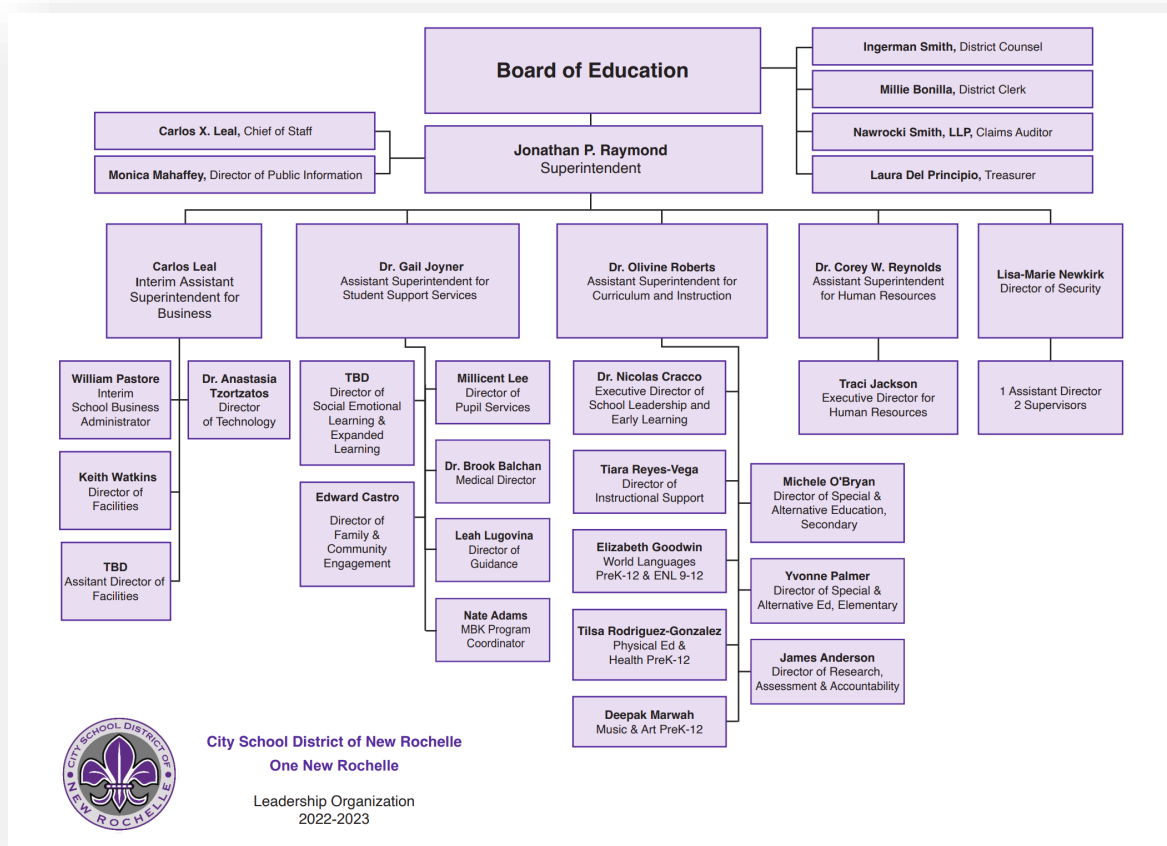 Board of Education
Ingerman Smith, District Counsel
Millie Bonilla, District Clerk
Nawrocki Smith, LLP, Claims Auditor
Laura Del Principio, Treasurer
Carlos X. Leal, Chief of Staff
Monica Mahaffey, Director of Public Information
Jonathan P. Raymond
Superintendent
Carlos Leal
Interim Assistant
Superintendent for
Business
Dr. Gail Joyner
Assistant Superintendent for
Student Support Services
Dr. Olivine Roberts
Assistant Superintendent for
Curriculum and Instruction
Dr. Corey W. Reynolds
Assistant Superintendent
for Human Resources
Lisa-Marie Newkirk
Director of Security
William Pastore
Interim
School Business
Administrator
Dr. Anastasia
Tzortzatos
Director
of Technology
Keith Watkins
Director of
Facilities
TBD
Assitant Director of
Facilities
TBD
Director of
Social Emotional
Learning &
Expanded
Learning
Edward Castro
Director of
Family &
Community
Engagement
Millicent Lee
Director of
Pupil Services
Dr. Brook Balchan
Medical Director
Leah Lugovina
Director of
Guidance
Nate Adams
MBK Program
Coordinator
Dr. Nicolas Cracco
Executive Director of
School Leadership and
Early Learning
Tiara Reyes-Vega
Director of
Instructional Support
Elizabeth Goodwin
World Languages
PreK-12 & ENL 9-12
Tilsa Rodriguez-Gonzalez
Physical Ed &
Health PreK-12
Deepak Marwah
Music & Art PreK-12
Michele O'Bryan
Director of Special &
Alternative Education,
Secondary
Yvonne Palmer
Director of Special &
Alternative Ed, Elementary
James Anderson
Director of Research,
Assessment & Accountability
Traci Jackson
Executive Director for
Human Resources
1 Assistant Director
2 Supervisors
CITY SCHOOL DISTRICT OF
NEW ROCHELLE
City School District of New Rochelle
One New Rochelle
Leadership Organization
2022-2023